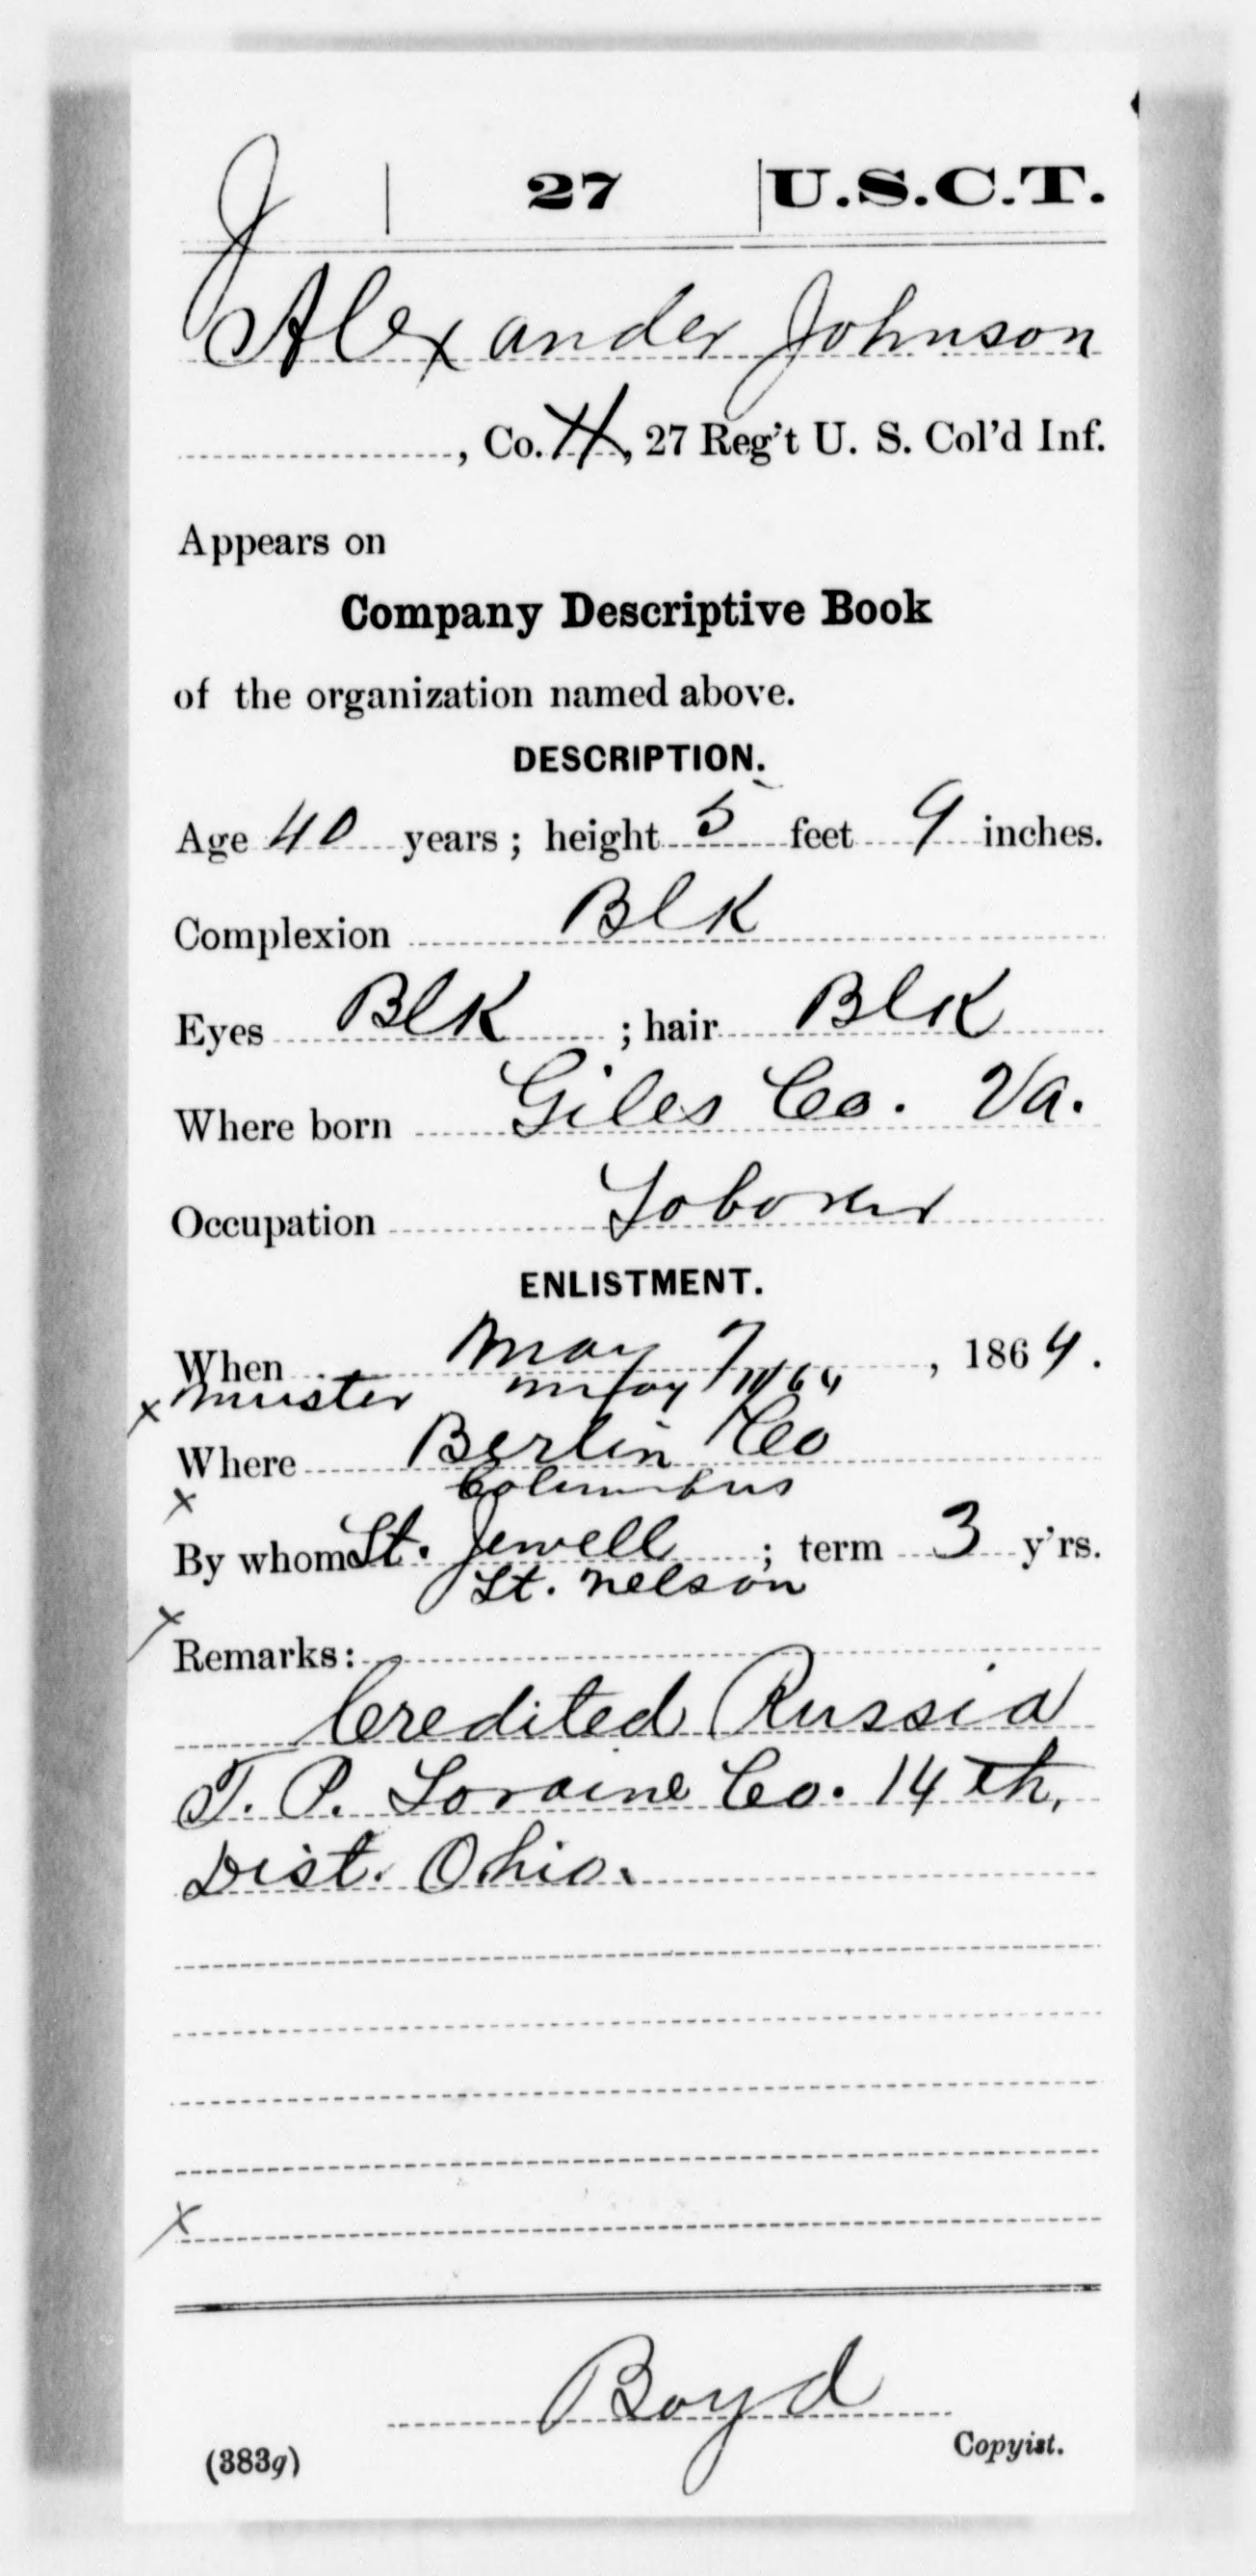 J | 27 | U.S.C.T.
Alexander Johnson
, Co. H, 27 Reg't U. S. Col'd Inf.
Appears on
Company Descriptive Book
of the organization named above.
DESCRIPTION.
Age 40 years; height 5 feet 9 inches.
Complexion Blk
Eyes Blk ; hair Blk
Where born Giles Co. Va.
Occupation Laborer
ENLISTMENT.
When May 7, 1864.
x muster May 11/64
Where Berlin Co
x Columbus
By whom Lt. Jewell ; term 3 y'rs.
Lt. Nelson
x
Remarks:
Credited Russia
T. P. Loraine Co. 14th,
Dist. Ohio.
x
Boyd
Copyist.
(383g)